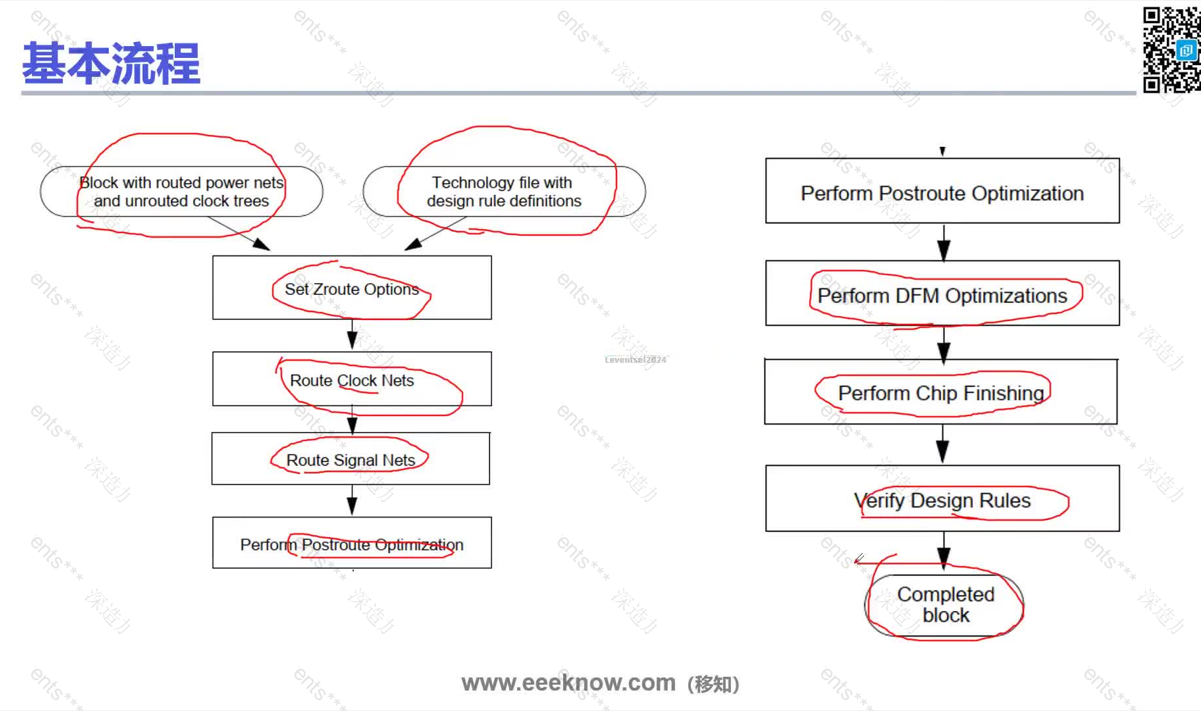 基本流程
Block with routed power nets
and unrouted clock trees
Technology file with
design rule definitions
Set Zroute Options
Route Clock Nets
Route Signal Nets
Perform Postroute Optimization
Perform Postroute Optimization
Perform DFM Optimizations
Perform Chip Finishing
Verify Design Rules
Completed
block
www.eeeknow.com（移知）